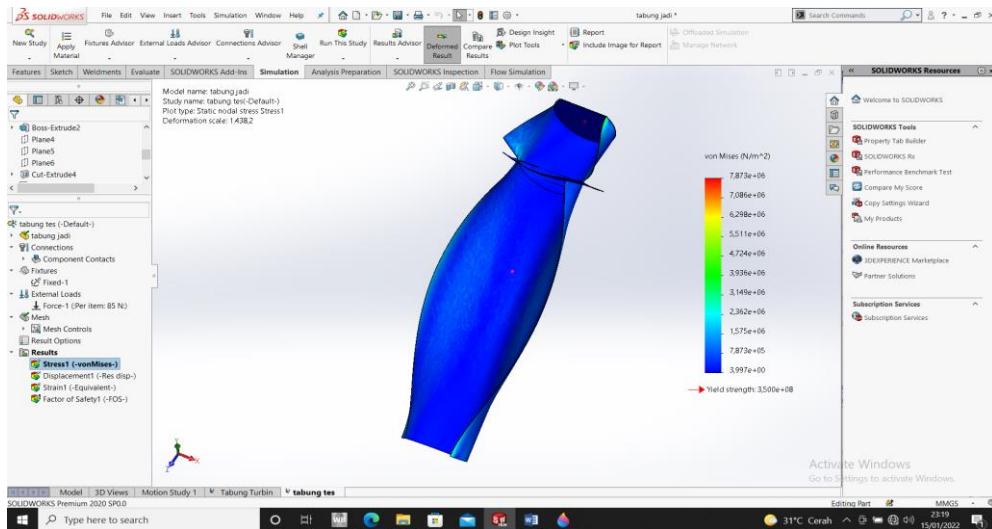 SOLIDWORKS File Edit View Insert Tools Simulation Window Help tabung jadi * Search Commands
New Study Apply Material Fixtures Advisor External Loads Advisor Connections Advisor Shell Manager Run This Study Results Advisor Deformed Result Compare Results Design Insight Plot Tools Report Include Image for Report Offloaded Simulation Manage Network
Features Sketch Weldments Evaluate SOLIDWORKS Add-Ins Simulation Analysis Preparation SOLIDWORKS Inspection Flow Simulation
Boss-Extrude2
Plane4
Plane5
Plane6
Cut-Extrude4
tabung tes (-Default-)
tabung jadi
Connections
Component Contacts
Fixtures
Fixed-1
External Loads
Force-1 (:Per item: 85 N:)
Mesh
Mesh Controls
Result Options
Results
Stress1 (-vonMises-)
Displacement1 (-Res disp-)
Strain1 (-Equivalent-)
Factor of Safety1 (-FOS-)
Model name: tabung jadi
Study name: tabung tes(-Default-)
Plot type: Static nodal stress Stress1
Deformation scale: 1.438,2
von Mises (N/m^2)
7,873e+06
7,086e+06
6,298e+06
5,511e+06
4,724e+06
3,936e+06
3,149e+06
2,362e+06
1,575e+06
7,873e+05
3,997e+00
Yield strength: 3,500e+08
SOLIDWORKS Resources
Welcome to SOLIDWORKS
SOLIDWORKS Tools
Property Tab Builder
SOLIDWORKS Rx
Performance Benchmark Test
Compare My Score
Copy Settings Wizard
My Products
Online Resources
3DEXPERIENCE Marketplace
Partner Solutions
Subscription Services
Subscription Services
Activate Windows
Go to Settings to activate Windows.
Model 3D Views Motion Study 1 Tabung Turbin tabung tes
SOLIDWORKS Premium 2020 SP0.0 Editing Part MMGS
Type here to search 31°C Cerah 23:19
15/01/2022